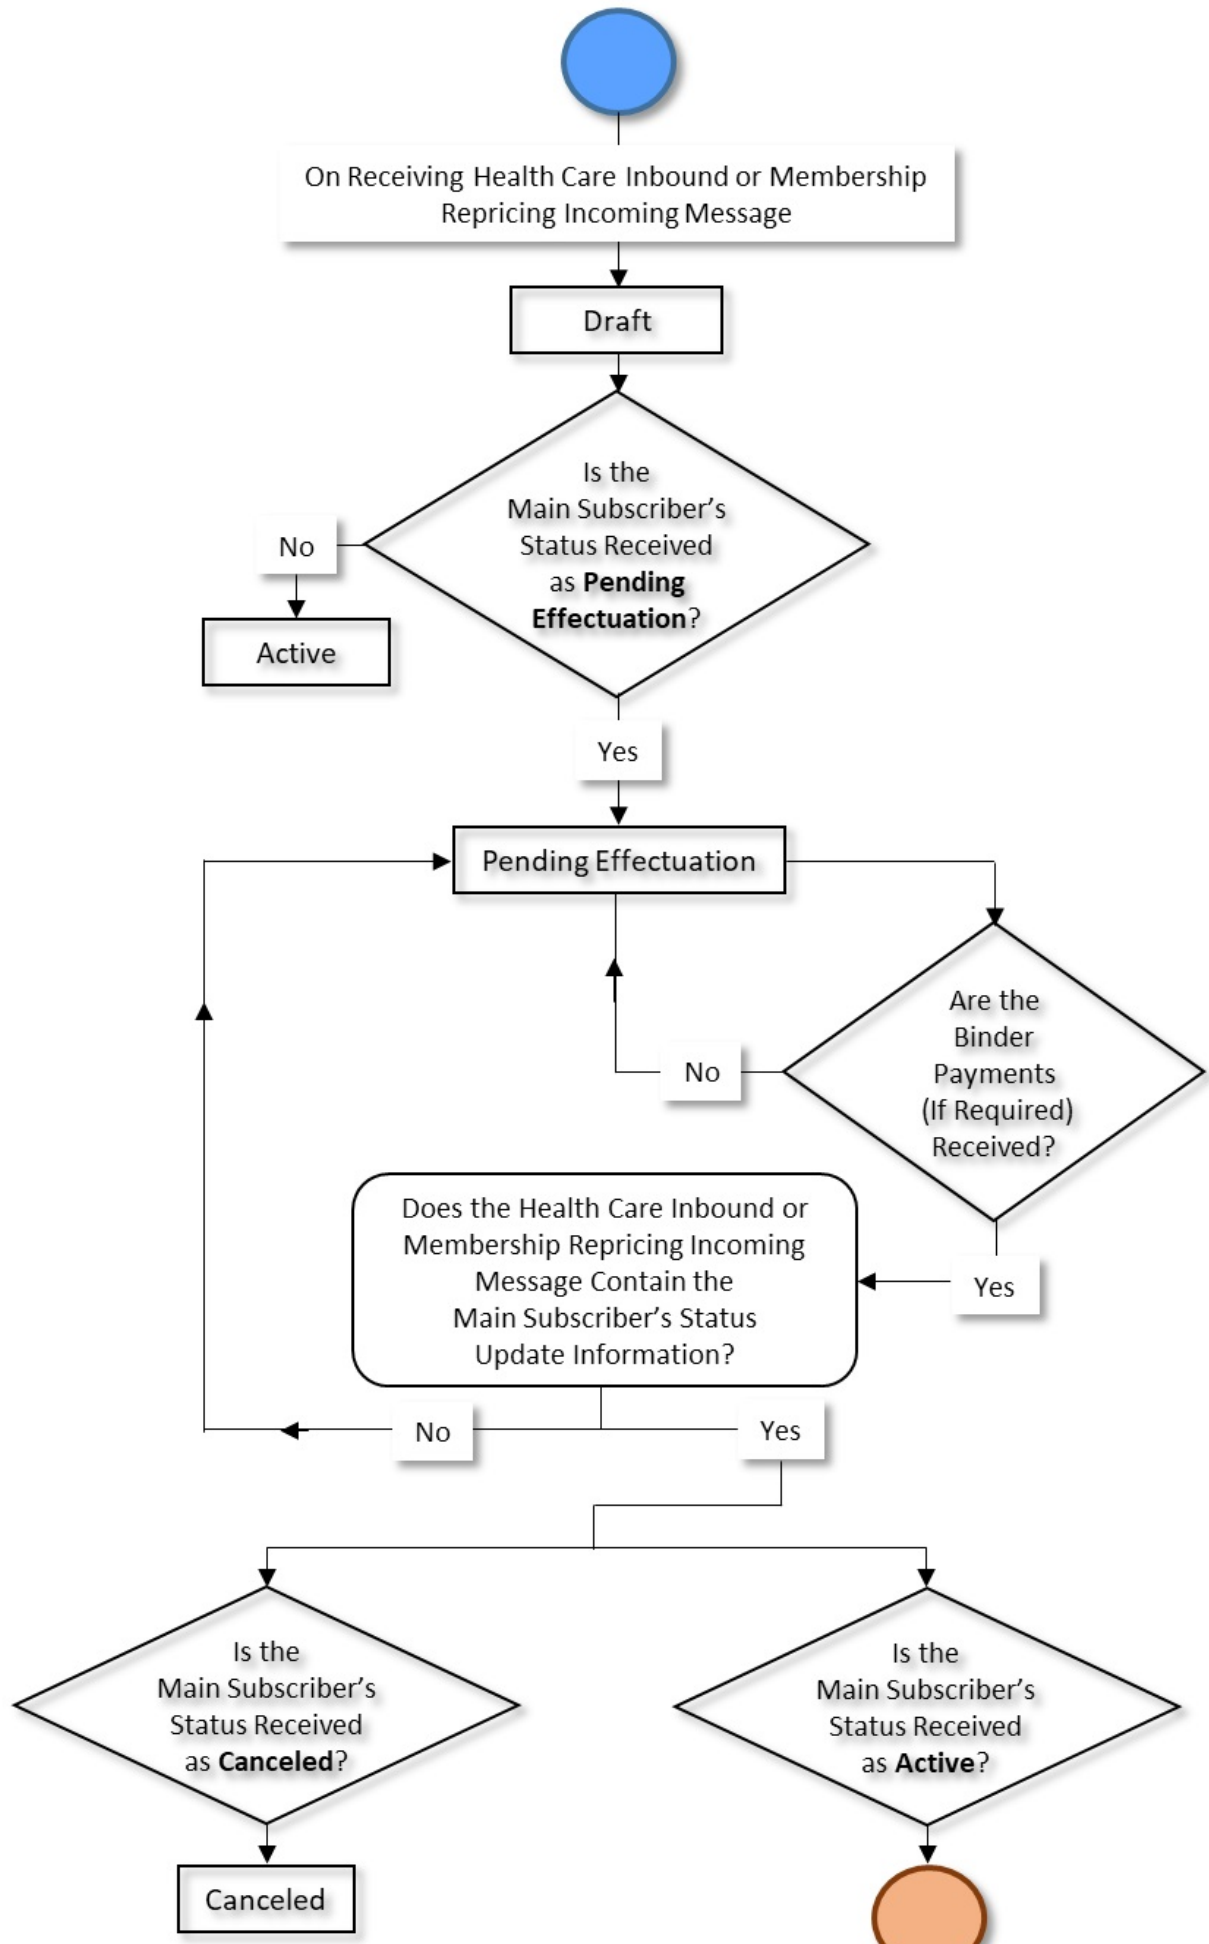 On Receiving Health Care Inbound or Membership
Repricing Incoming Message
Draft
Is the
Main Subscriber’s
Status Received
as Pending
Effectuation?
No
Active
Yes
Pending Effectuation
Are the
Binder
Payments
(If Required)
Received?
No
Yes
Does the Health Care Inbound or
Membership Repricing Incoming
Message Contain the
Main Subscriber’s Status
Update Information?
No
Yes
Is the
Main Subscriber’s
Status Received
as Canceled?
Is the
Main Subscriber’s
Status Received
as Active?
Canceled